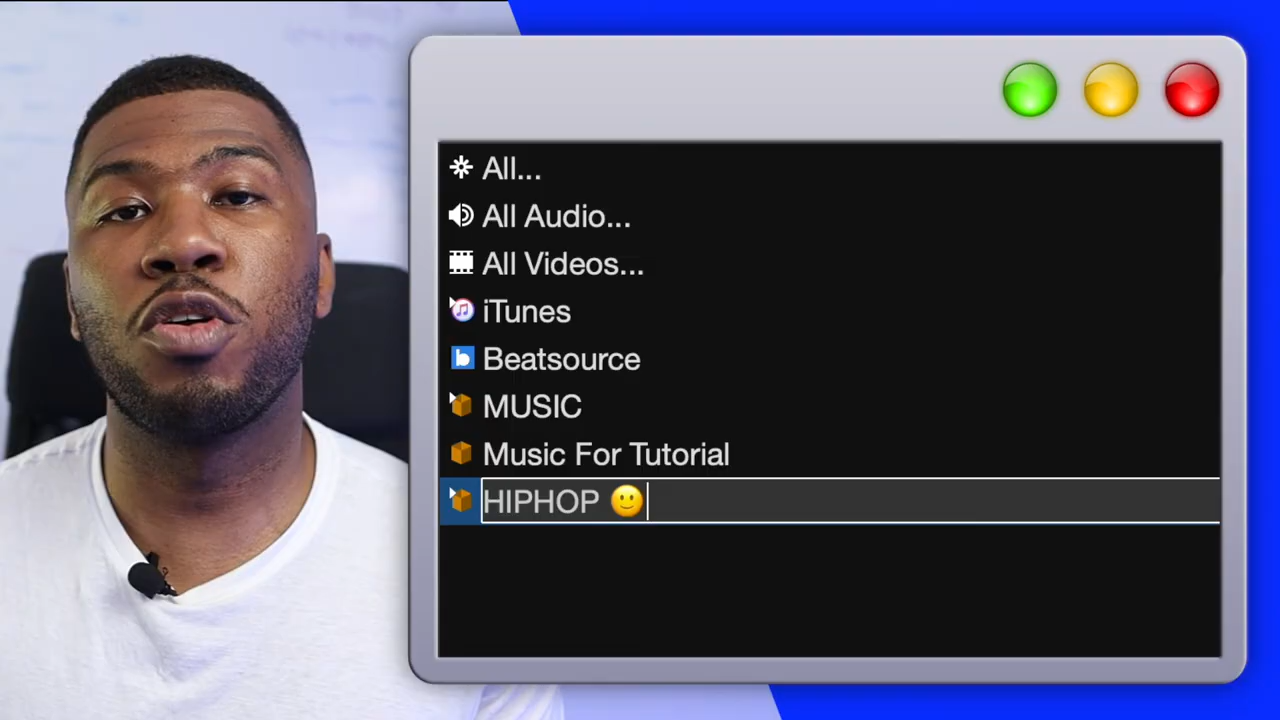 All...
All Audio...
All Videos...
iTunes
Beatsource
MUSIC
Music For Tutorial
HIPHOP 🙂